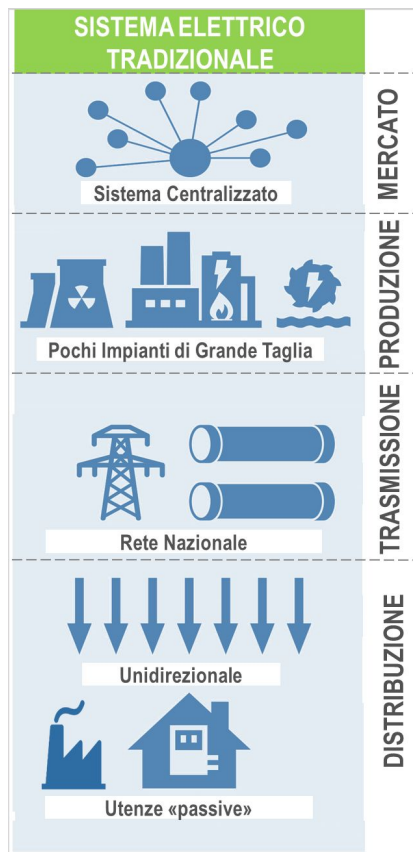 SISTEMA ELETTRICO
TRADIZIONALE
MERCATO
Sistema Centralizzato
PRODUZIONE
Pochi Impianti di Grande Taglia
TRASMISSIONE
Rete Nazionale
DISTRIBUZIONE
Unidirezionale
Utenze «passive»